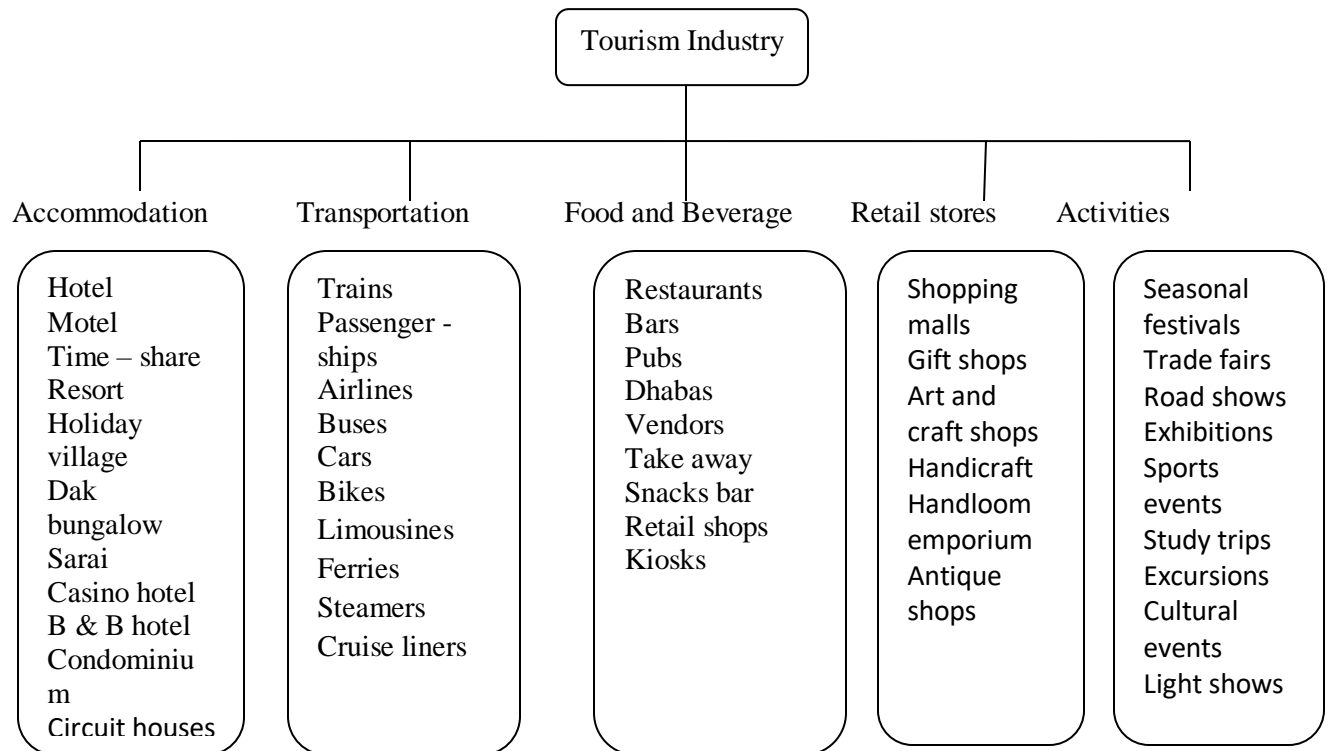 Tourism Industry
Accommodation
Transportation
Food and Beverage
Retail stores
Activities
Hotel
Motel
Time – share
Resort
Holiday
village
Dak
bungalow
Sarai
Casino hotel
B & B hotel
Condominiu
m
Circuit houses
Trains
Passenger -
ships
Airlines
Buses
Cars
Bikes
Limousines
Ferries
Steamers
Cruise liners
Restaurants
Bars
Pubs
Dhabas
Vendors
Take away
Snacks bar
Retail shops
Kiosks
Shopping
malls
Gift shops
Art and
craft shops
Handicraft
Handloom
emporium
Antique
shops
Seasonal
festivals
Trade fairs
Road shows
Exhibitions
Sports
events
Study trips
Excursions
Cultural
events
Light shows